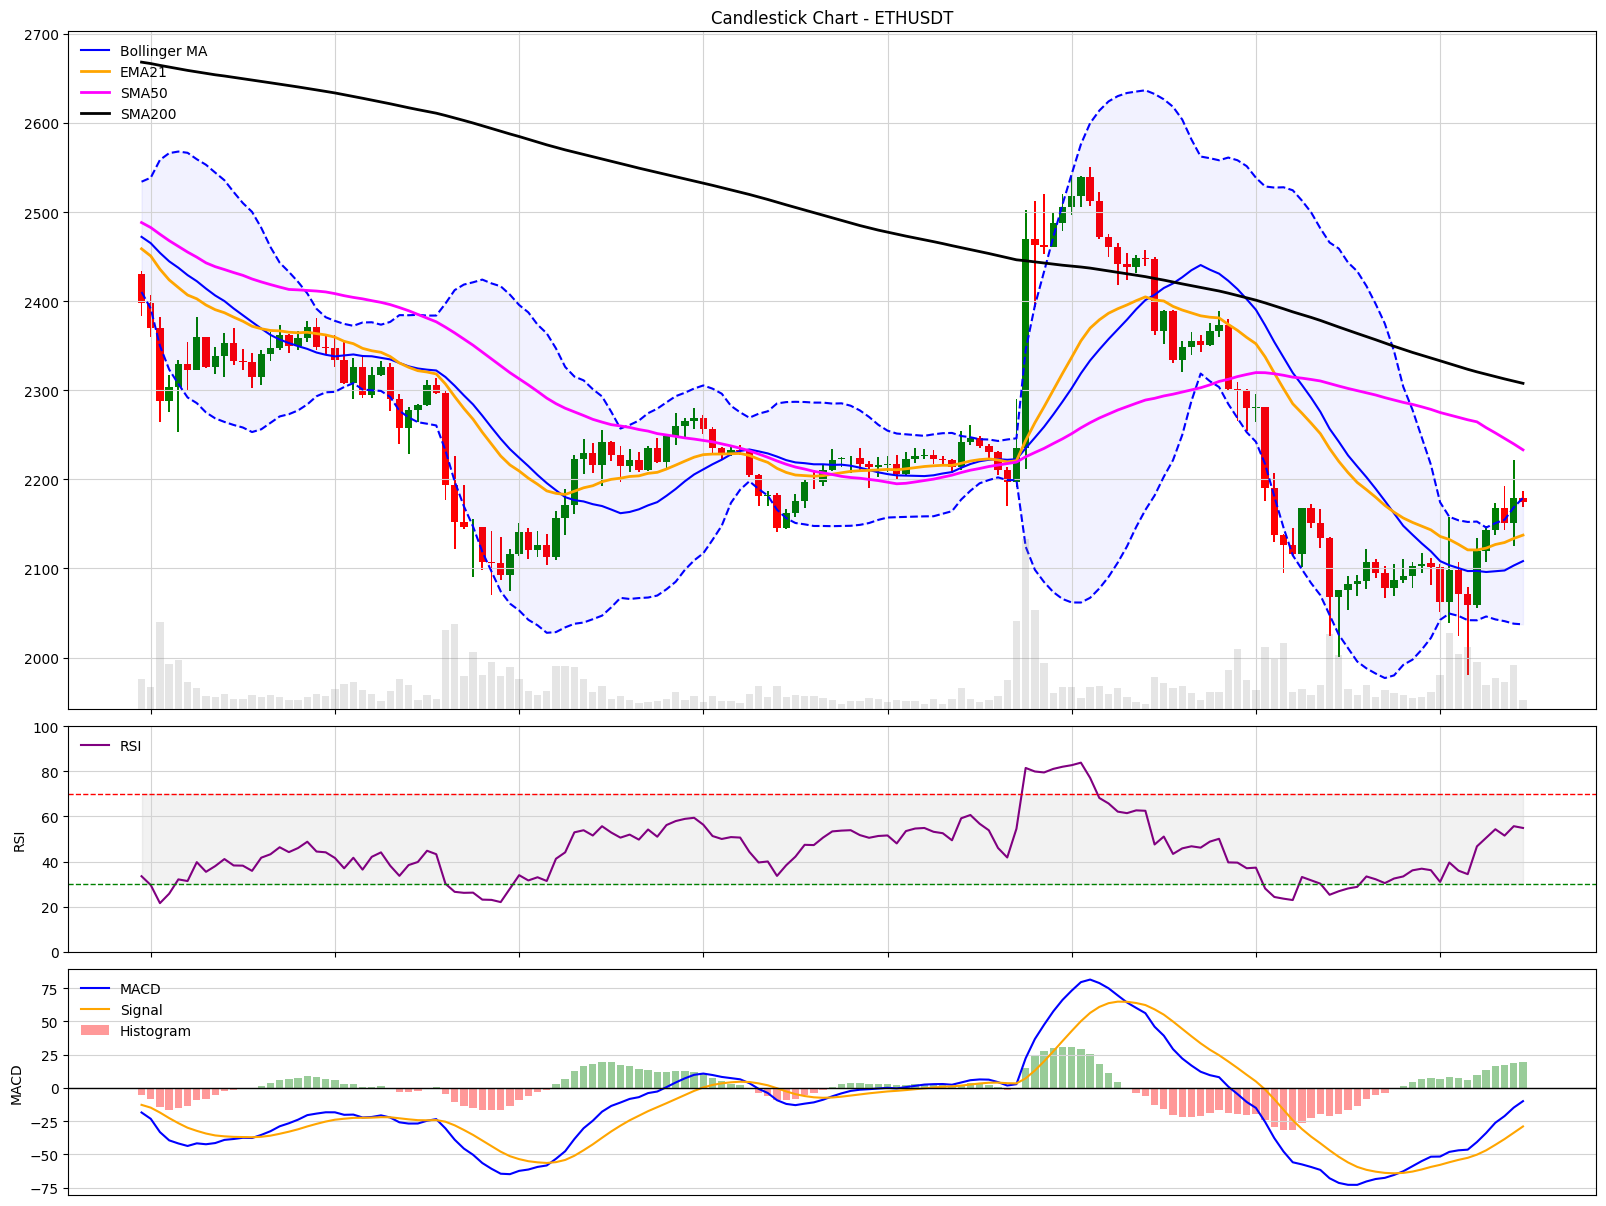 Candlestick Chart - ETHUSDT
2700
2600
2500
2400
2300
2200
2100
2000
Bollinger MA
EMA21
SMA50
SMA200
100
80
60
40
20
0
RSI
RSI
75
50
25
0
−25
−50
−75
MACD
MACD
Signal
Histogram